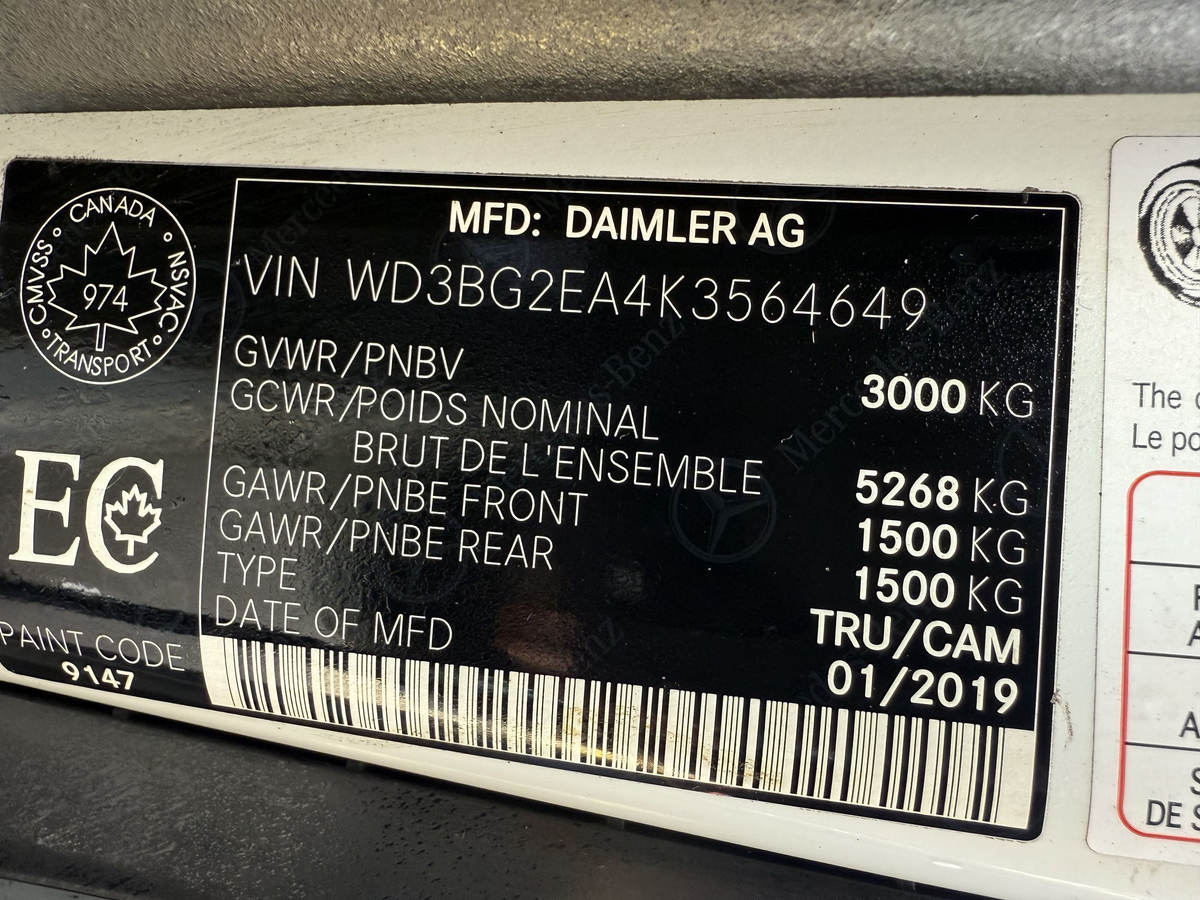 CANADA
CMVSS
NSVAC
974
TRANSPORT
MFD: DAIMLER AG
VIN WD3BG2EA4K3564649
GVWR/PNBV 3000 KG
GCWR/POIDS NOMINAL
BRUT DE L'ENSEMBLE 5268 KG
GAWR/PNBE FRONT 1500 KG
GAWR/PNBE REAR 1500 KG
TYPE TRU/CAM
DATE OF MFD 01/2019
EC
PAINT CODE
9147
The
Le
DE